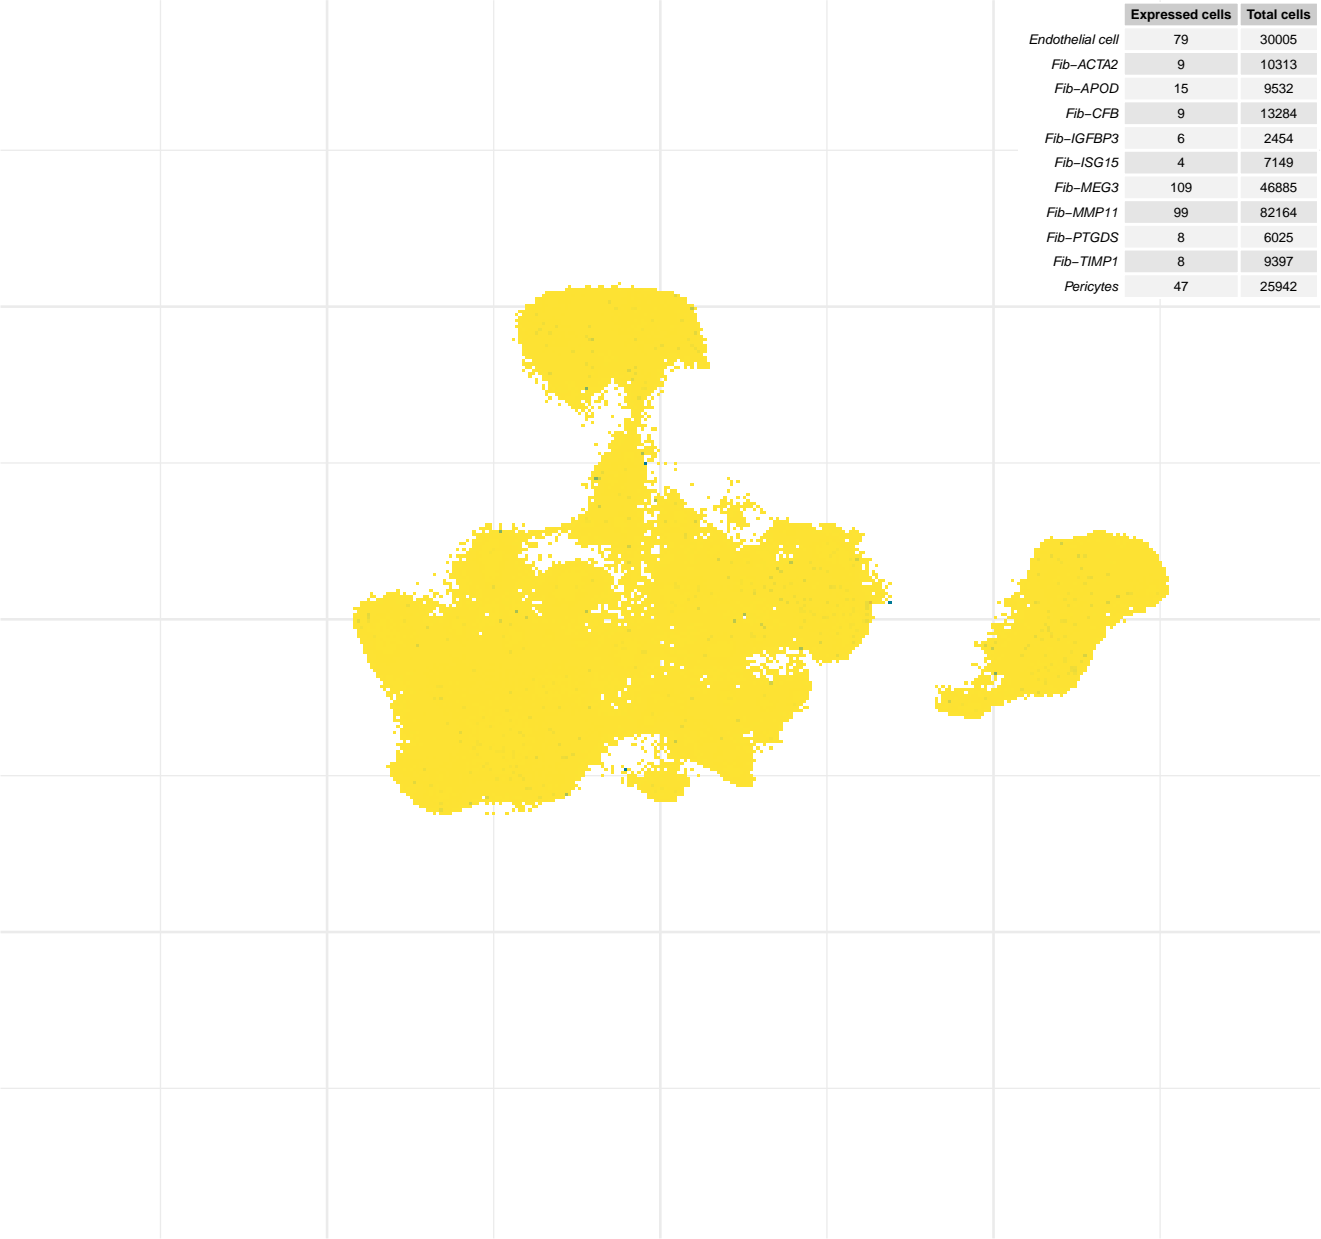 Expressed cells Total cells
Endothelial cell 79 30005
Fib−ACTA2 9 10313
Fib−APOD 15 9532
Fib−CFB 9 13284
Fib−IGFBP3 6 2454
Fib−ISG15 4 7149
Fib−MEG3 109 46885
Fib−MMP11 99 82164
Fib−PTGDS 8 6025
Fib−TIMP1 8 9397
Pericytes 47 25942